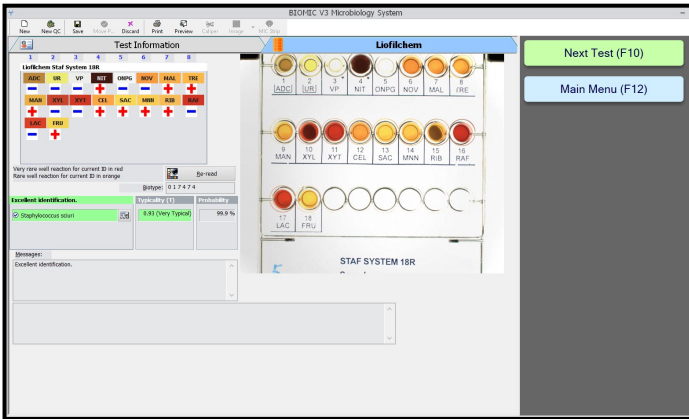 BIOMIC V3 Microbiology System
New New QC Save Move P... Discard Print Preview Caliper Image MIC Strip
Test Information
Liofilchem
Next Test (F10)
Main Menu (F12)
1 2 3 4 5 6 7 8
Liofilchem Staf System 18R
ADC UR VP NIT ONPG NOV MAL TRE
- - - + - + + +
MAN XYL XYT CEL SAC MNN RIB RAF
+ - - + + + + -
LAC FRU
- +
Very rare well reaction for current ID in red
Rare well reaction for current ID in orange
Re-read
Biotype: 0 1 7 4 7 4
Excellent identification. Typicality (T) Probability
Staphylococcus sciuri 0.93 (Very Typical) 99.9 %
Messages:
Excellent identification.
1 2 3 4 5 6 7 8
ADC UR VP NIT ONPG NOV MAL TRE
9 10 11 12 13 14 15 16
MAN XYL XYT CEL SAC MNN RIB RAF
17 18
LAC FRU
STAF SYSTEM 18R